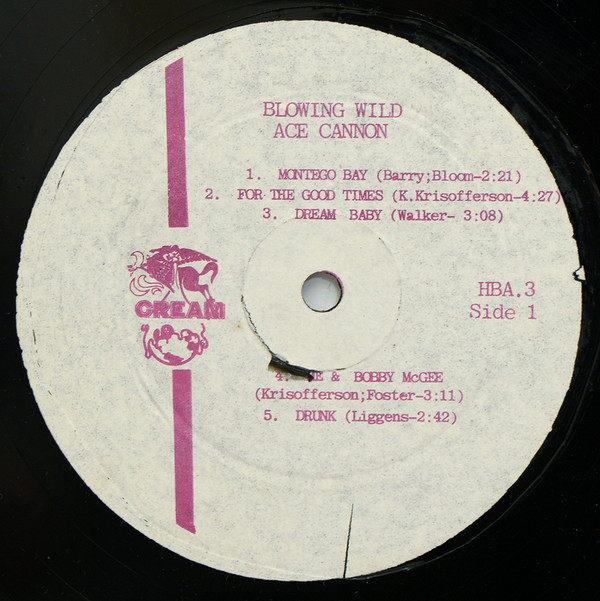 BLOWING WILD
ACE CANNON
1. MONTEGO BAY (Barry;Bloom-2:21)
2. FOR THE GOOD TIMES (K.Krisofferson-4:27)
3. DREAM BABY (Walker- 3:08)
CREAM
HBA.3
Side 1
4. ME & BOBBY McGEE
(Krisofferson;Foster-3:11)
5. DRUNK (Liggens-2:42)